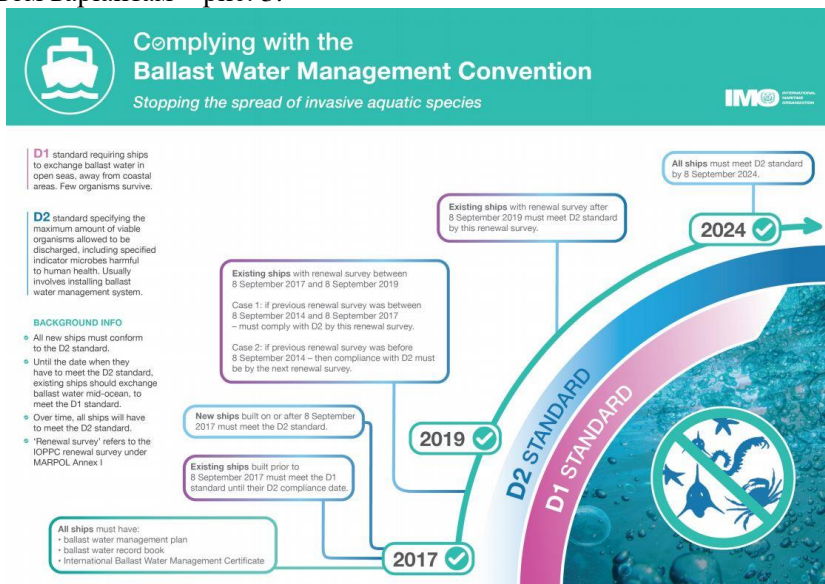 Complying with the
Ballast Water Management Convention
Stopping the spread of invasive aquatic species
IMO INTERNATIONAL
MARITIME
ORGANIZATION
D1 standard requiring ships
to exchange ballast water in
open seas, away from coastal
areas. Few organisms survive.
D2 standard specifying the
maximum amount of viable
organisms allowed to be
discharged, including specified
indicator microbes harmful
to human health. Usually
involves installing ballast
water management system.
BACKGROUND INFO
All new ships must conform
to the D2 standard.
Until the date when they
have to meet the D2 standard,
existing ships should exchange
ballast water mid-ocean, to
meet the D1 standard.
Over time, all ships will have
to meet the D2 standard.
'Renewal survey' refers to the
IOPPC renewal survey under
MARPOL Annex I
All ships must meet D2 standard
by 8 September 2024.
2024
Existing ships with renewal survey after
8 September 2019 must meet D2 standard
by this renewal survey.
Existing ships with renewal survey between
8 September 2017 and 8 September 2019
Case 1: if previous renewal survey was between
8 September 2014 and 8 September 2017
– must comply with D2 by this renewal survey.
Case 2: if previous renewal survey was before
8 September 2014 – then compliance with D2 must
be by the next renewal survey.
2019
New ships built on or after 8 September
2017 must meet the D2 standard.
Existing ships built prior to
8 September 2017 must meet the D1
standard until their D2 compliance date.
All ships must have:
• ballast water management plan
• ballast water record book
• International Ballast Water Management Certificate
2017
D2 STANDARD
D1 STANDARD